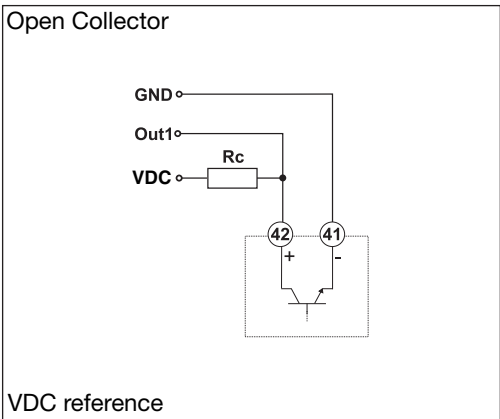 Open Collector
GND
Out1
Rc
VDC
42 41
+ -
VDC reference